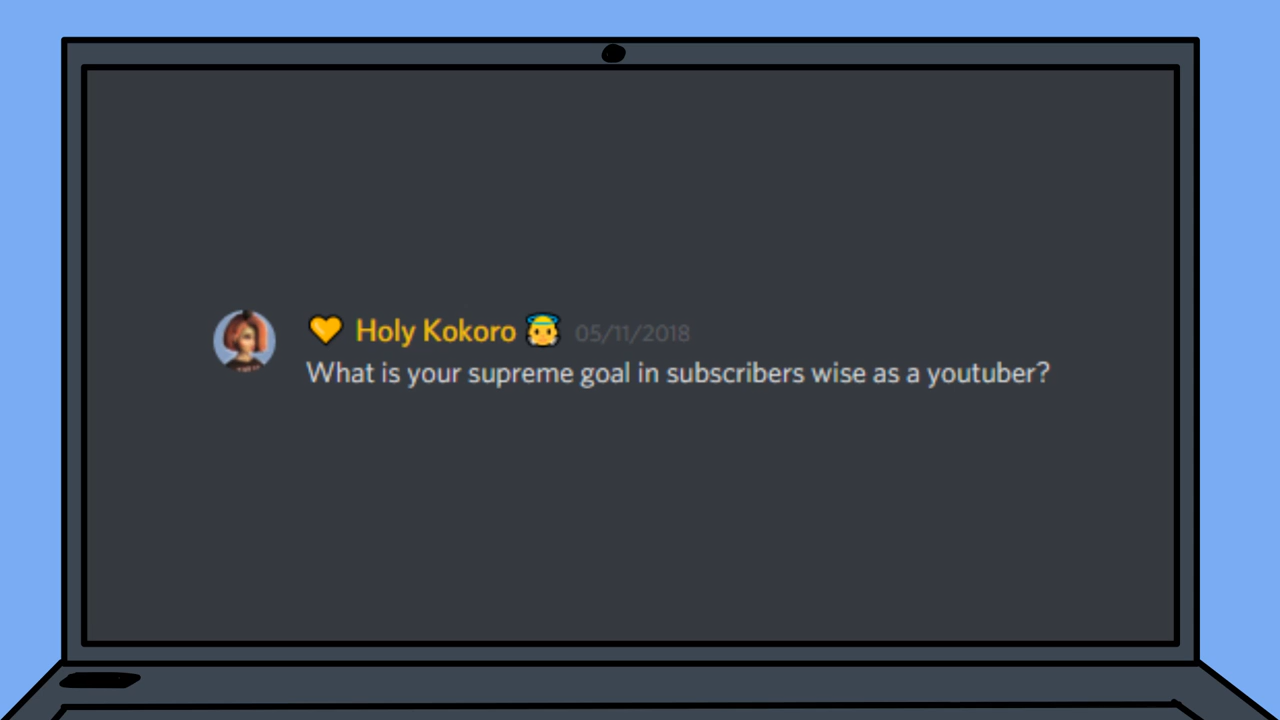 💛 Holy Kokoro 😇 05/11/2018
What is your supreme goal in subscribers wise as a youtuber?